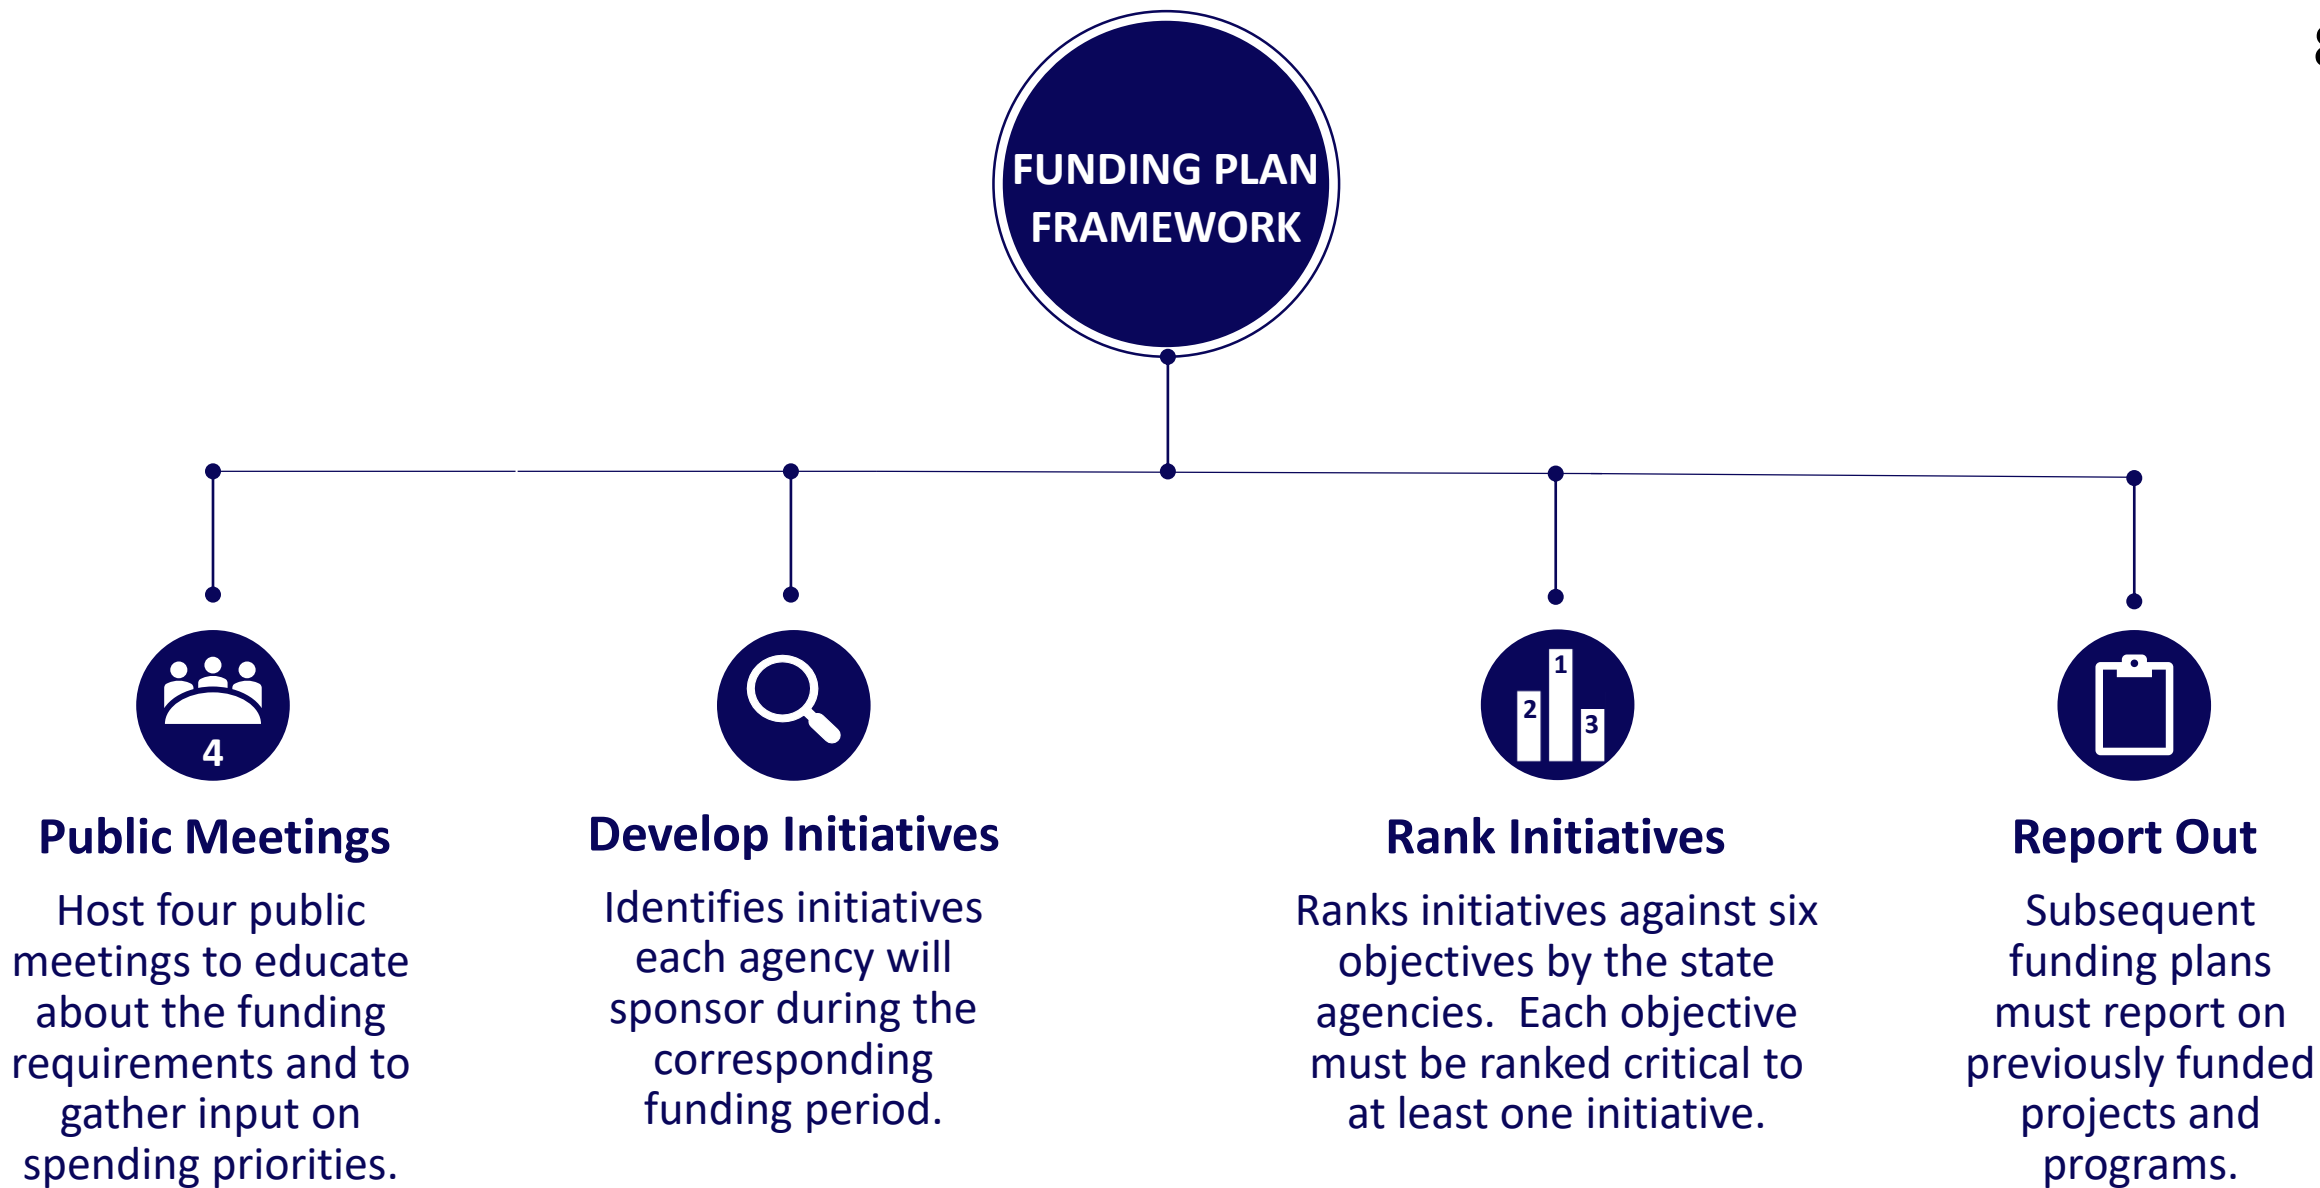 8
FUNDING PLAN
FRAMEWORK
4
Public Meetings
Host four public
meetings to educate
about the funding
requirements and to
gather input on
spending priorities.
Develop Initiatives
Identifies initiatives
each agency will
sponsor during the
corresponding
funding period.
1
2
3
Rank Initiatives
Ranks initiatives against six
objectives by the state
agencies.  Each objective
must be ranked critical to
at least one initiative.
Report Out
Subsequent
funding plans
must report on
previously funded
projects and
programs.